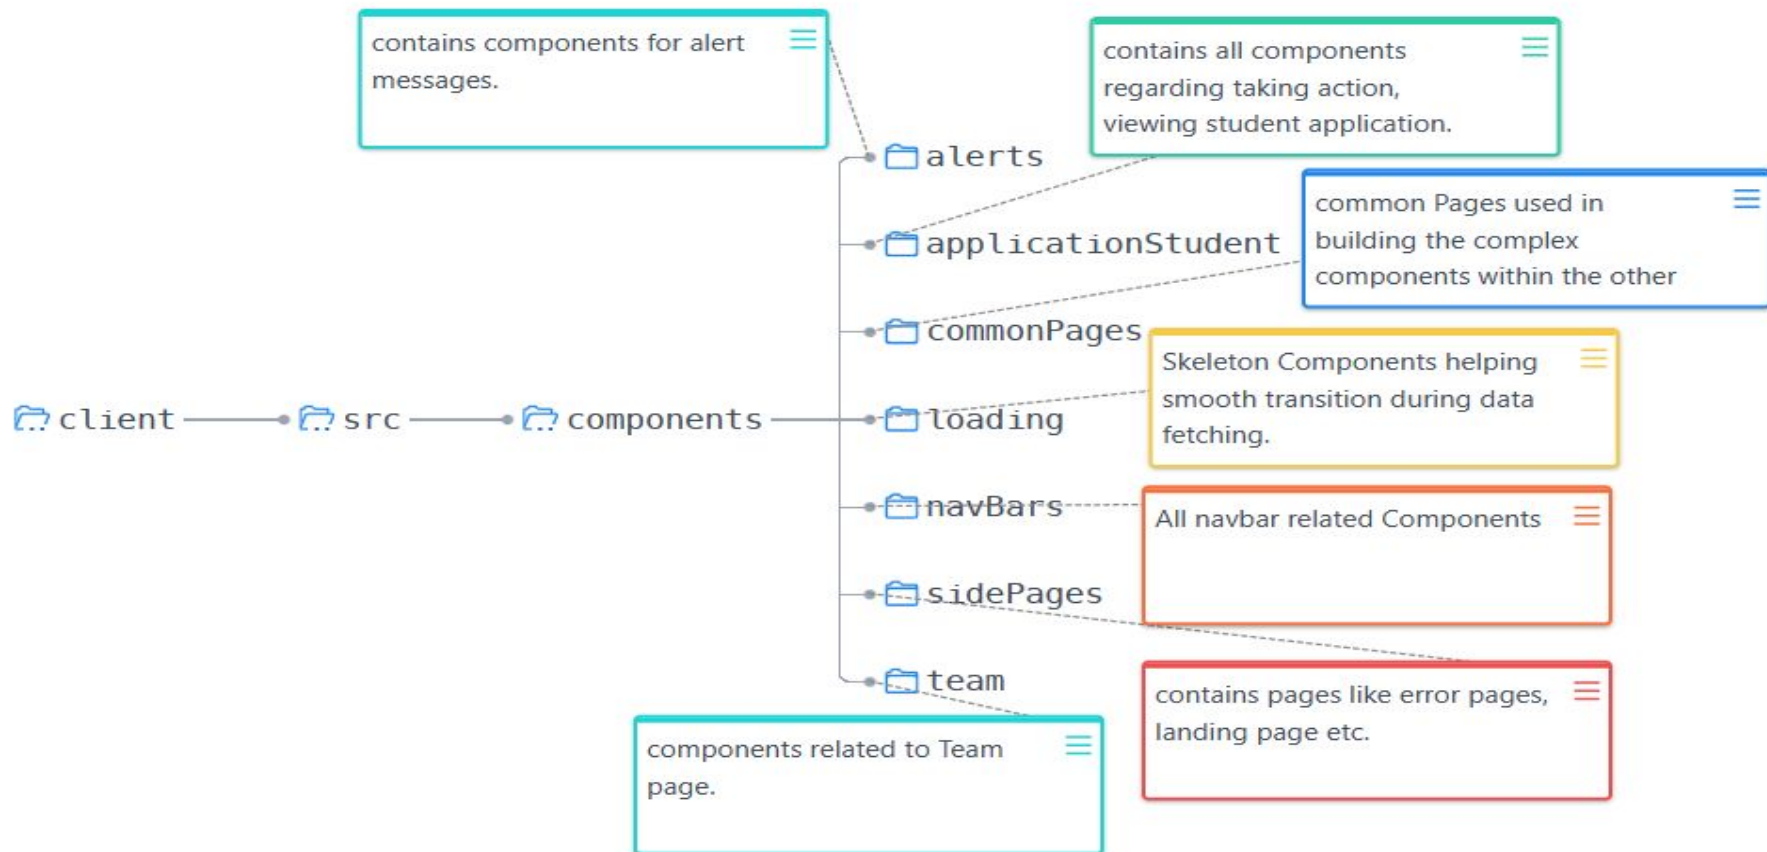 contains components for alert
messages.
contains all components
regarding taking action,
viewing student application.
alerts
common Pages used in
building the complex
components within the other
applicationStudent
commonPages
Skeleton Components helping
smooth transition during data
fetching.
client
src
components
loading
navBars
All navbar related Components
sidePages
team
contains pages like error pages,
landing page etc.
components related to Team
page.